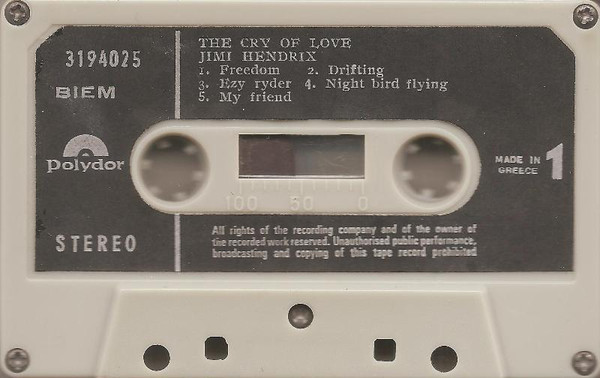 3194025
BIEM
polydor
STEREO
THE CRY OF LOVE
JIMI HENDRIX
1. Freedom 2. Drifting
3. Ezy ryder 4. Night bird flying
5. My friend
100 50 0
MADE IN
GREECE
1
All rights of the recording company and of the owner of
the recorded work reserved. Unauthorised public performance,
broadcasting and copying of this tape record prohibited